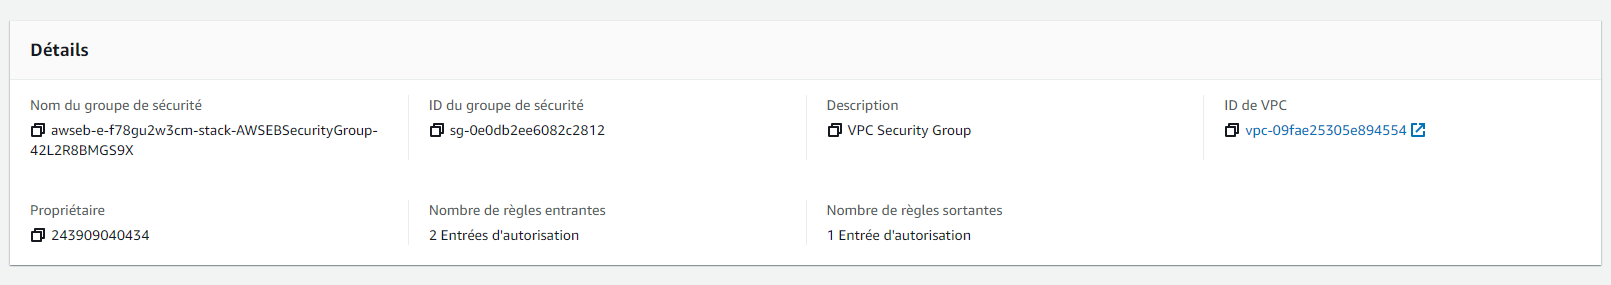 Détails
Nom du groupe de sécurité
awseb-e-f78gu2w3cm-stack-AWSEBSecurityGroup-
42L2R8BMGS9X
ID du groupe de sécurité
sg-0e0db2ee6082c2812
Description
VPC Security Group
ID de VPC
vpc-09fae25305e894554
Propriétaire
243909040434
Nombre de règles entrantes
2 Entrées d'autorisation
Nombre de règles sortantes
1 Entrée d'autorisation